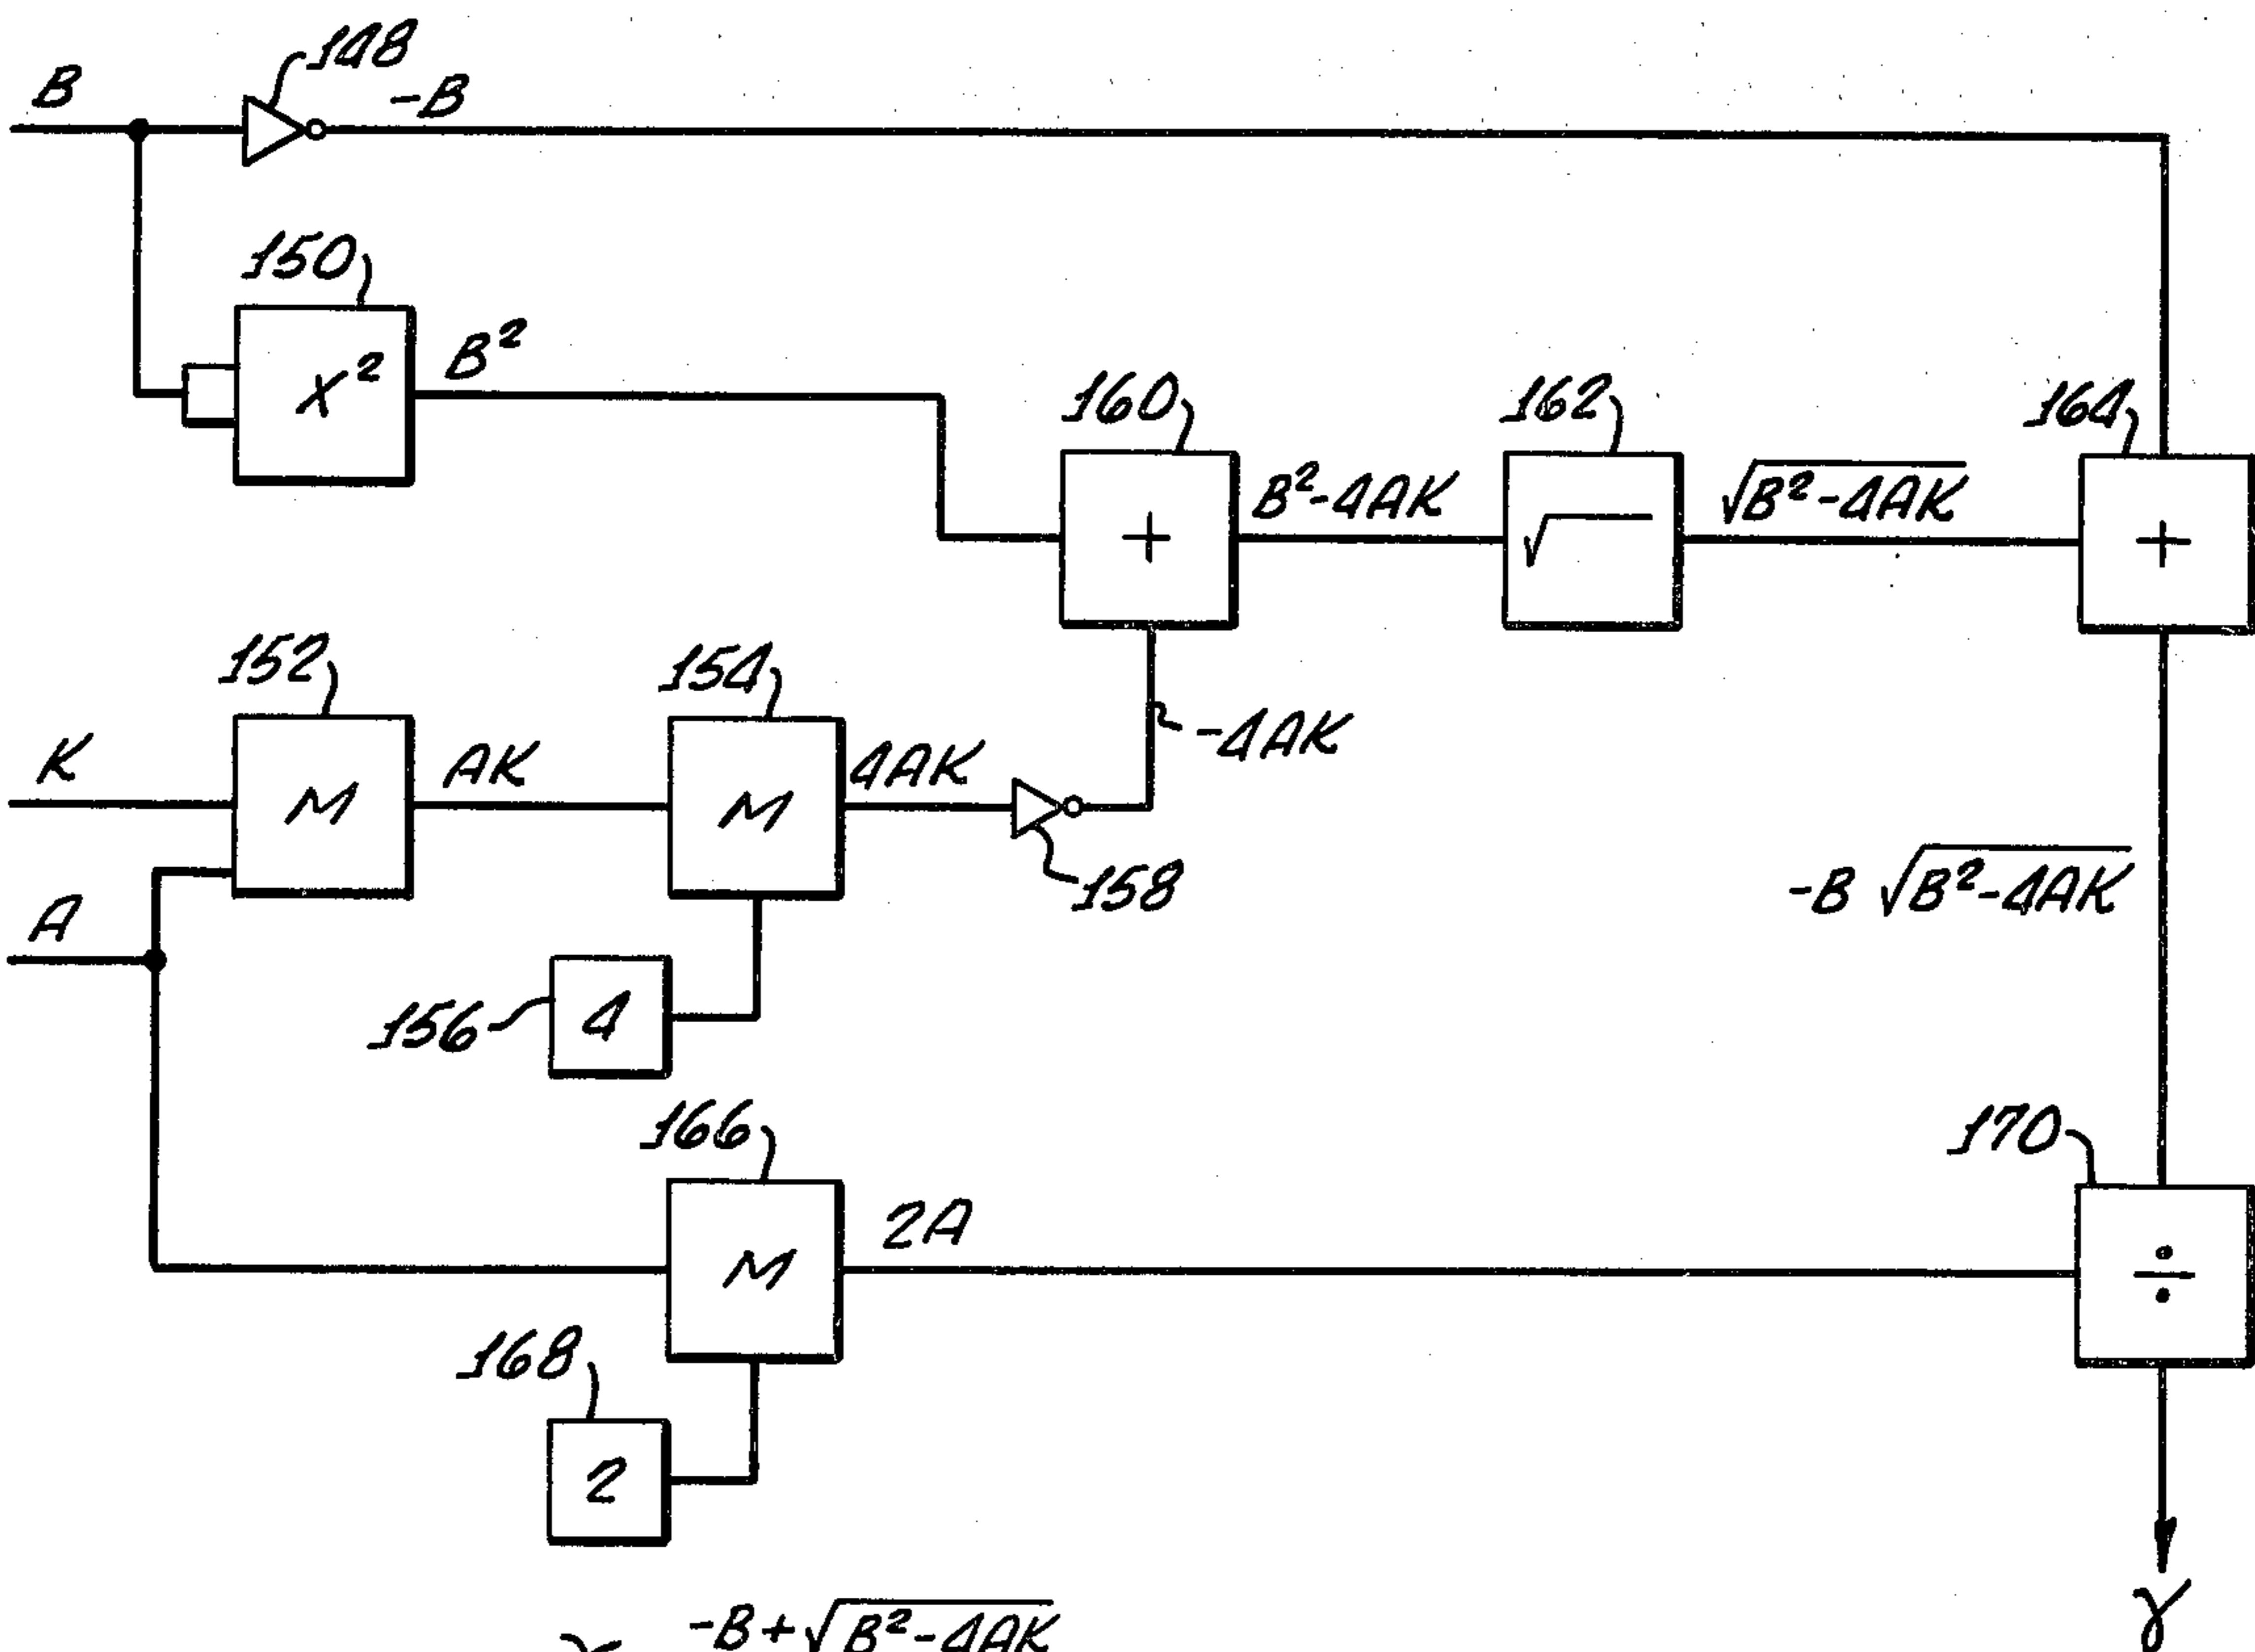 148
B
-B
150
X²
B²
160
162
164
+
B²-4AK
√
√B²-4AK
+
152
154
K
M
AK
M
4AK
-4AK
158
A
-B √B²-4AK
156
4
166
170
M
2A
÷
168
2
γ
-B+√B²-4AK